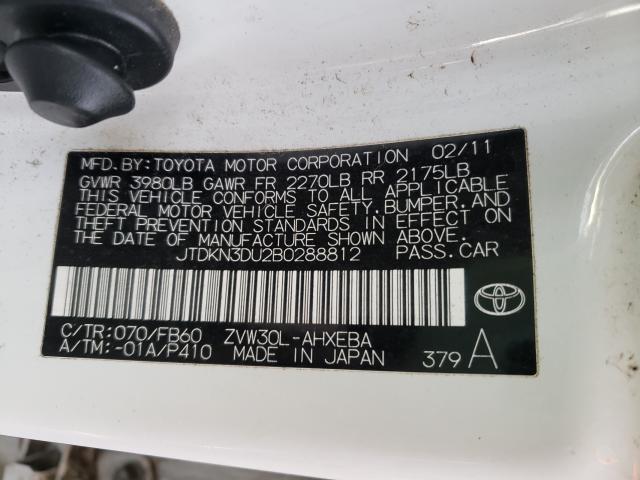 MFD. BY: TOYOTA MOTOR CORPORATION 02/11
GVWR 3980LB GAWR FR 2270LB RR 2175LB
THIS VEHICLE CONFORMS TO ALL APPLICABLE
FEDERAL MOTOR VEHICLE SAFETY, BUMPER, AND
THEFT PREVENTION STANDARDS IN EFFECT ON
THE DATE OF MANUFACTURE SHOWN ABOVE.
JTDKN3DU2B0288812 PASS. CAR
C/TR: 070/FB60 ZVW30L-AHXEBA
A/TM: -01A/P410 MADE IN JAPAN 379 A